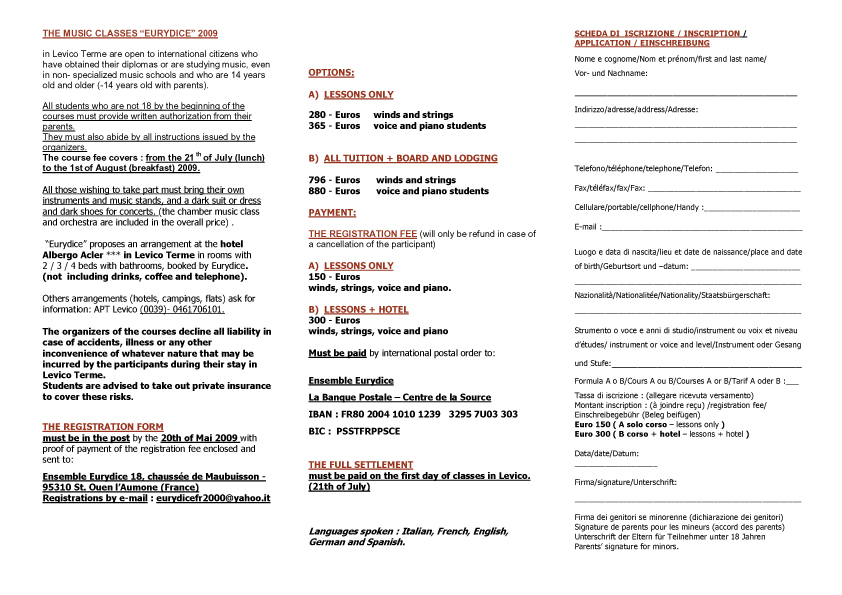 THE MUSIC CLASSES “EURYDICE” 2009
in Levico Terme are open to international citizens who
have obtained their diplomas or are studying music, even
in non- specialized music schools and who are 14 years
old and older (-14 years old with parents).
All students who are not 18 by the beginning of the
courses must provide written authorization from their
parents.
They must also abide by all instructions issued by the
organizers.
The course fee covers : from the 21 th of July (lunch)
to the 1st of August (breakfast) 2009.
All those wishing to take part must bring their own
instruments and music stands, and a dark suit or dress
and dark shoes for concerts. (the chamber music class
and orchestra are included in the overall price) .
“Eurydice” proposes an arrangement at the hotel
Albergo Acler *** in Levico Terme in rooms with
2 / 3 / 4 beds with bathrooms, booked by Eurydice.
(not including drinks, coffee and telephone).
Others arrangements (hotels, campings, flats) ask for
information: APT Levico (0039)- 0461706101.
The organizers of the courses decline all liability in
case of accidents, illness or any other
inconvenience of whatever nature that may be
incurred by the participants during their stay in
Levico Terme.
Students are advised to take out private insurance
to cover these risks.
THE REGISTRATION FORM
must be in the post by the 20th of Mai 2009 with
proof of payment of the registration fee enclosed and
sent to:
Ensemble Eurydice 18, chaussée de Maubuisson -
95310 St. Ouen l’Aumone (France)
Registrations by e-mail : eurydicefr2000@yahoo.it
OPTIONS:
A) LESSONS ONLY
280 - Euros winds and strings
365 - Euros voice and piano students
B) ALL TUITION + BOARD AND LODGING
796 - Euros winds and strings
880 - Euros voice and piano students
PAYMENT:
THE REGISTRATION FEE (will only be refund in case of
a cancellation of the participant)
A) LESSONS ONLY
150 - Euros
winds, strings, voice and piano.
B) LESSONS + HOTEL
300 - Euros
winds, strings, voice and piano
Must be paid by international postal order to:
Ensemble Eurydice
La Banque Postale – Centre de la Source
IBAN : FR80 2004 1010 1239 3295 7U03 303
BIC : PSSTFRPPSCE
THE FULL SETTLEMENT
must be paid on the first day of classes in Levico.
(21th of July)
Languages spoken : Italian, French, English,
German and Spanish.
SCHEDA DI ISCRIZIONE / INSCRIPTION /
APPLICATION / EINSCHREIBUNG
Nome e cognome/Nom et prénom/first and last name/
Vor- und Nachname:
Indirizzo/adresse/address/Adresse:
Telefono/téléphone/telephone/Telefon:
Fax/téléfax/fax/Fax:
Cellulare/portable/cellphone/Handy :
E-mail :
Luogo e data di nascita/lieu et date de naissance/place and date
of birth/Geburtsort und –datum:
Nazionalità/Nationalitée/Nationality/Staatsbürgerschaft:
Strumento o voce e anni di studio/instrument ou voix et niveau
d’études/ instrument or voice and level/Instrument oder Gesang
und Stufe:
Formula A o B/Cours A ou B/Courses A or B/Tarif A oder B :
Tassa di iscrizione : (allegare ricevuta versamento)
Montant inscription : (à joindre reçu) /registration fee/
Einschreibegebühr (Beleg beifügen)
Euro 150 ( A solo corso – lessons only )
Euro 300 ( B corso + hotel – lessons + hotel )
Data/date/Datum:
Firma/signature/Unterschrift:
Firma dei genitori se minorenne (dichiarazione dei genitori)
Signature de parents pour les mineurs (accord des parents)
Unterschrift der Eltern für Teilnehmer unter 18 Jahren
Parents’ signature for minors.